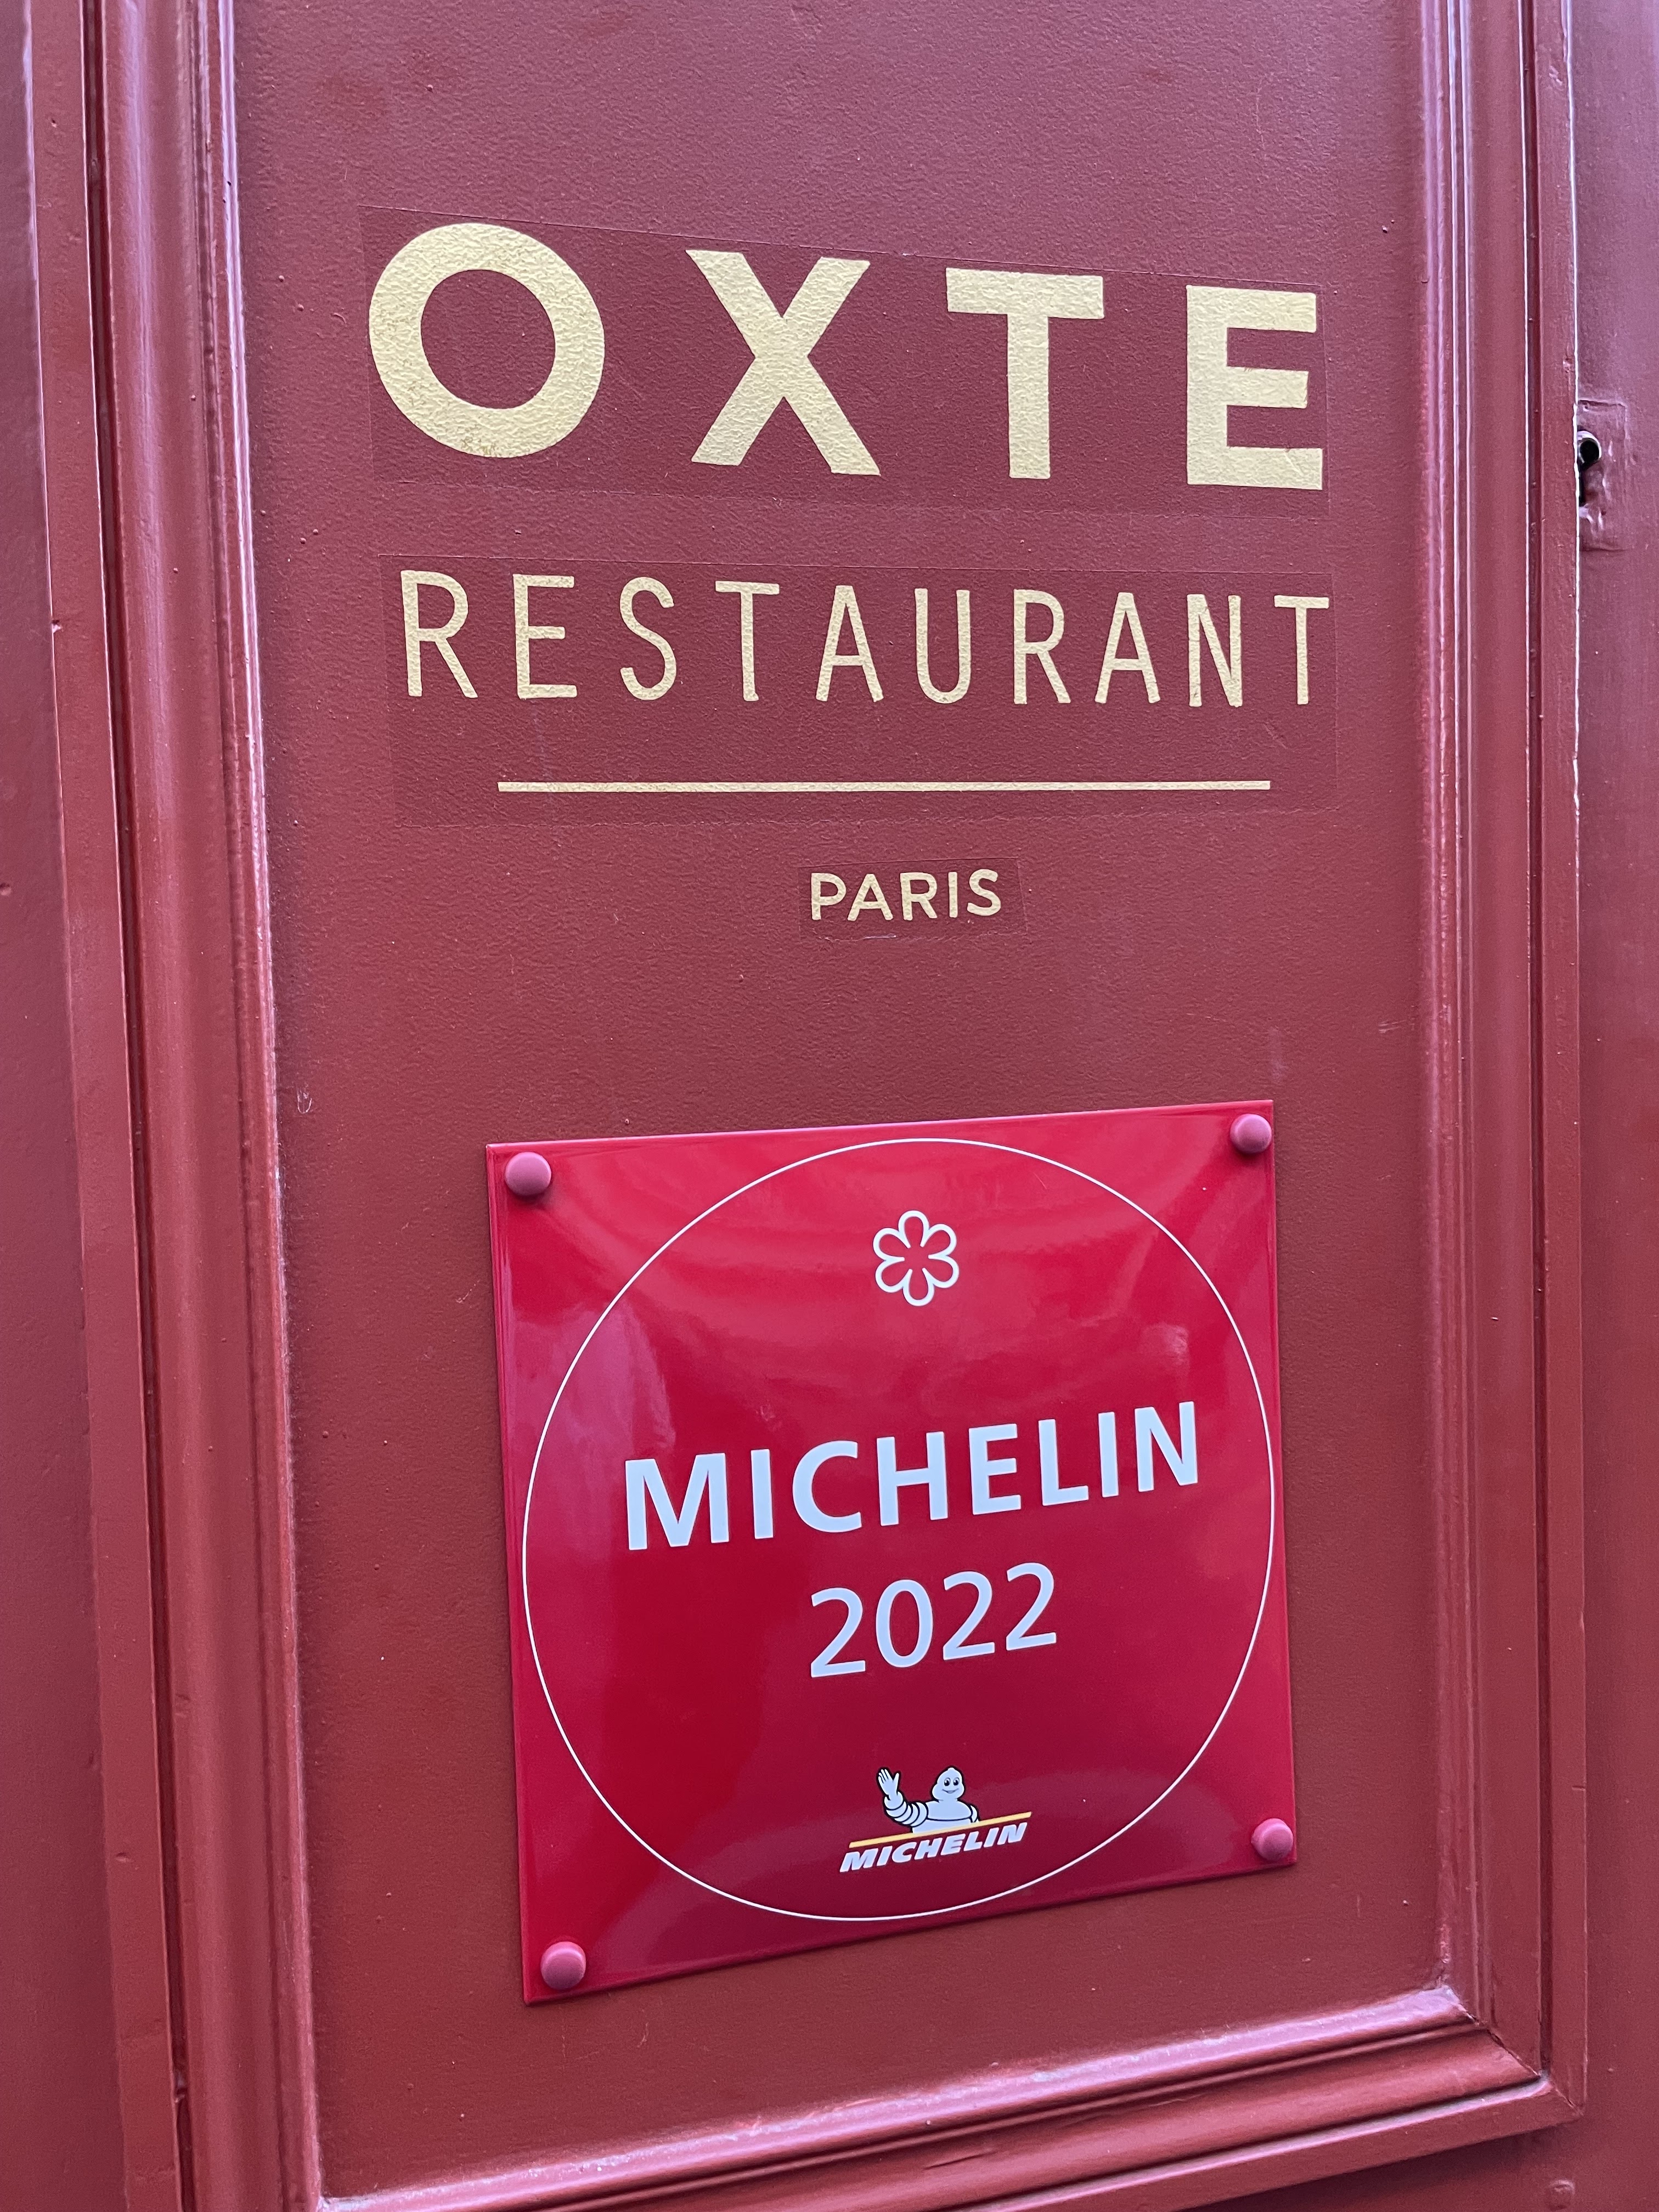 OXTE
RESTAURANT
PARIS
MICHELIN
2022
MICHELIN